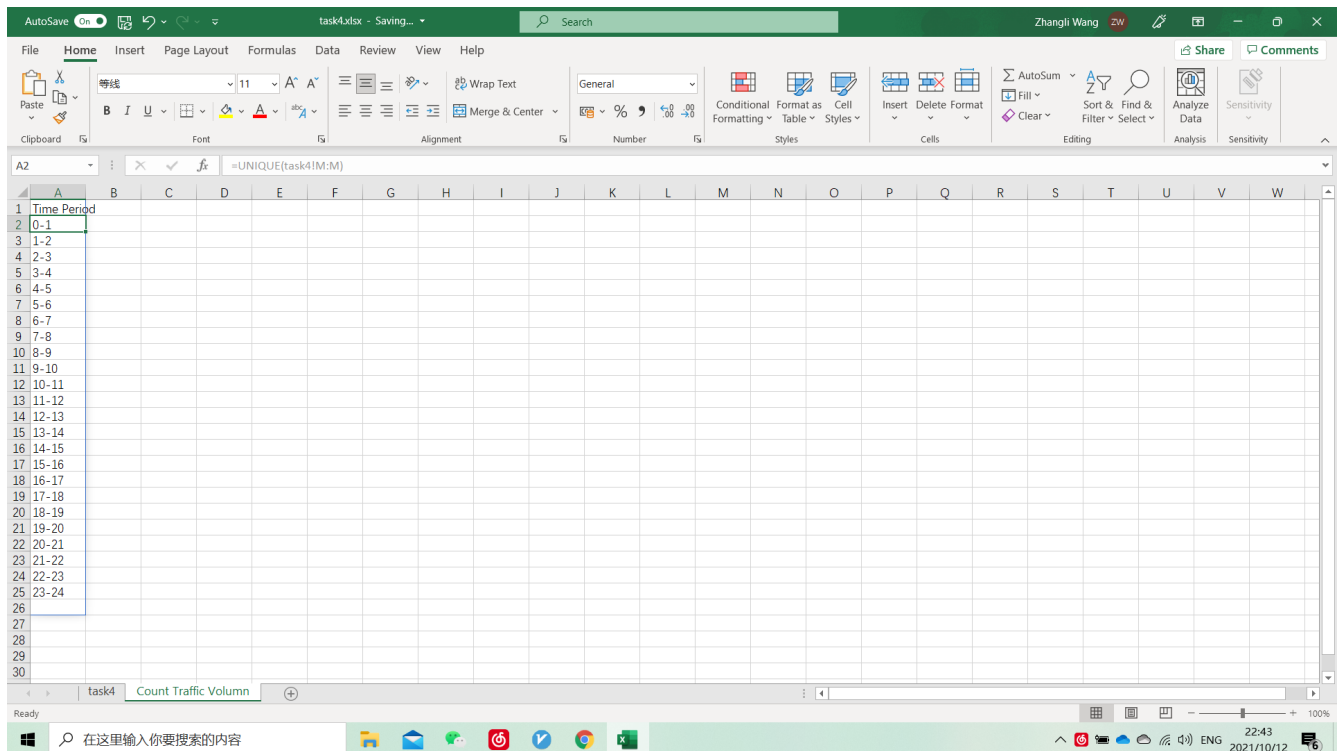 AutoSave On task4.xlsx - Saving... Search Zhangli Wang ZW
File Home Insert Page Layout Formulas Data Review View Help Share Comments
Paste 等线 11 A A Wrap Text General Conditional Formatting Format as Table Cell Styles Insert Delete Format AutoSum Fill Clear Sort & Filter Find & Select Analyze Data Sensitivity
B I U A abc Merge & Center % 9 .00
Clipboard Font Alignment Number Styles Cells Editing Analysis Sensitivity
A2 fx =UNIQUE(task4!M:M)
A B C D E F G H I J K L M N O P Q R S T U V W
1 Time Period
2 0-1
3 1-2
4 2-3
5 3-4
6 4-5
7 5-6
8 6-7
9 7-8
10 8-9
11 9-10
12 10-11
13 11-12
14 12-13
15 13-14
16 14-15
17 15-16
18 16-17
19 17-18
20 18-19
21 19-20
22 20-21
23 21-22
24 22-23
25 23-24
26
27
28
29
30
task4 Count Traffic Volumn
Ready 100%
在这里输入你要搜索的内容 ENG 22:43
2021/10/12 6